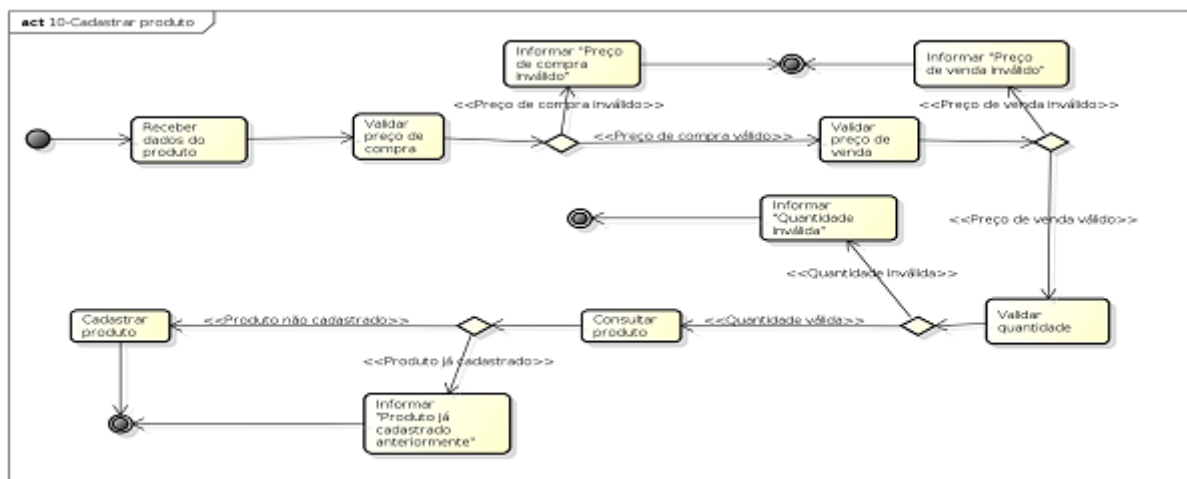 act 10-Cadastrar produto
Informar "Preço
de compra
inválido"
Informar "Preço
de venda inválido"
<<Preço de compra inválido>>
<<Preço de venda inválido>>
Receber
dados do
produto
Validar
preço de
compra
<<Preço de compra válido>>
Validar
preço de
venda
Informar
"Quantidade
inválida"
<<Preço de venda válido>>
<<Quantidade inválida>>
Cadastrar
produto
<<Produto não cadastrado>>
Consultar
produto
<<Quantidade válida>>
Validar
quantidade
<<Produto já cadastrado>>
Informar
"Produto já
cadastrado
anteriormente"